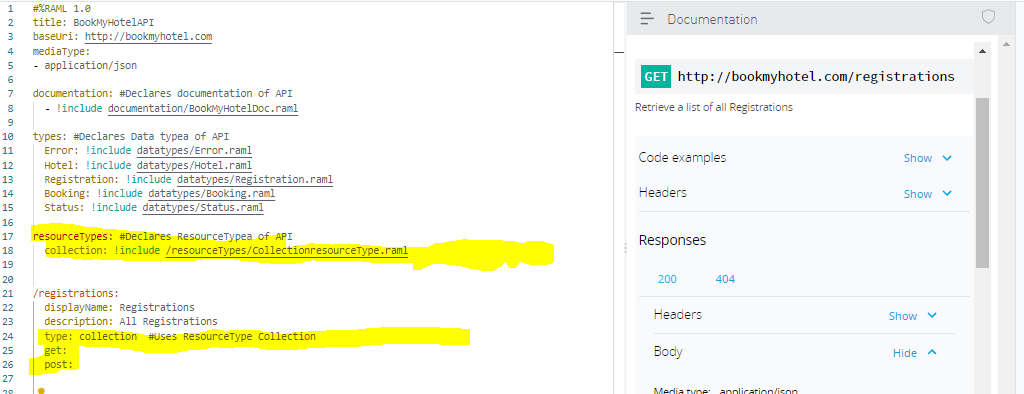 1 #%RAML 1.0
2 title: BookMyHotelAPI
3 baseUri: http://bookmyhotel.com
4 mediaType:
5 - application/json
6
7 documentation: #Declares documentation of API
8 - !include documentation/BookMyHotelDoc.raml
9
10 types: #Declares Data typea of API
11 Error: !include datatypes/Error.raml
12 Hotel: !include datatypes/Hotel.raml
13 Registration: !include datatypes/Registration.raml
14 Booking: !include datatypes/Booking.raml
15 Status: !include datatypes/Status.raml
16
17 resourceTypes: #Declares ResourceTypea of API
18 collection: !include /resourceTypes/CollectionresourceType.raml
19
20
21 /registrations:
22 displayName: Registrations
23 description: All Registrations
24 type: collection #Uses ResourceType Collection
25 get:
26 post:
27
28
Documentation
GET http://bookmyhotel.com/registrations
Retrieve a list of all Registrations
Code examples Show
Headers Show
Responses
200 404
Headers Show
Body Hide
Media type: application/json